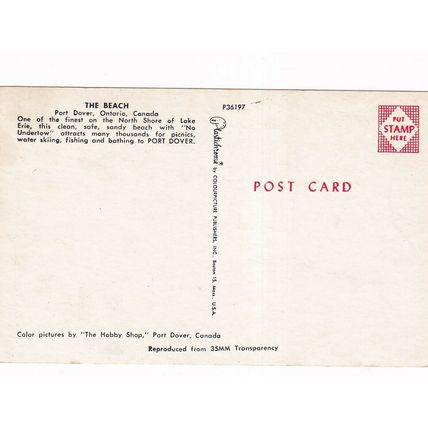 THE BEACH
Port Dover, Ontario, Canada
One of the finest on the North Shore of Lake
Erie, this clean, safe, sandy beach with "No
Undertow" attracts many thousands for picnics,
water skiing, fishing and bathing to PORT DOVER.
P36197
Plastichrome® by COLOURPICTURE PUBLISHERS, INC. Boston 15, Mass., U.S.A.
PUT
STAMP
HERE
POST CARD
Color pictures by "The Hobby Shop," Port Dover, Canada
Reproduced from 35MM Transparency